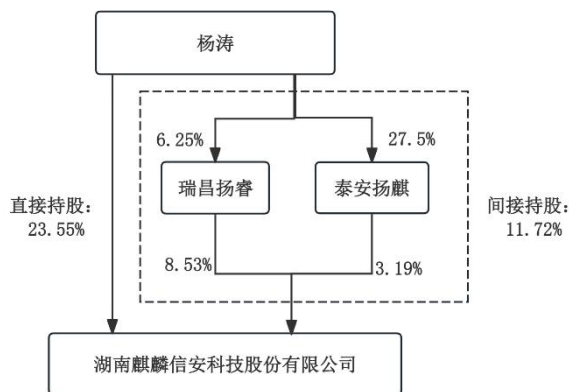 杨涛
6.25%
27.5%
瑞昌扬睿
泰安扬麒
直接持股:
23.55%
间接持股:
11.72%
8.53%
3.19%
湖南麒麟信安科技股份有限公司